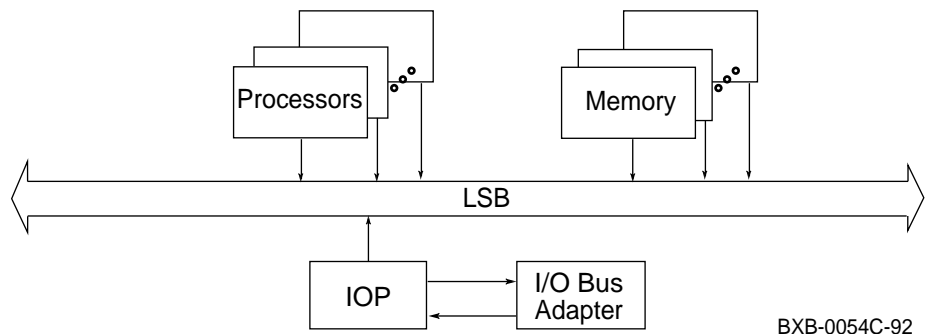 Processors
Memory
LSB
IOP
I/O Bus
Adapter
BXB-0054C-92